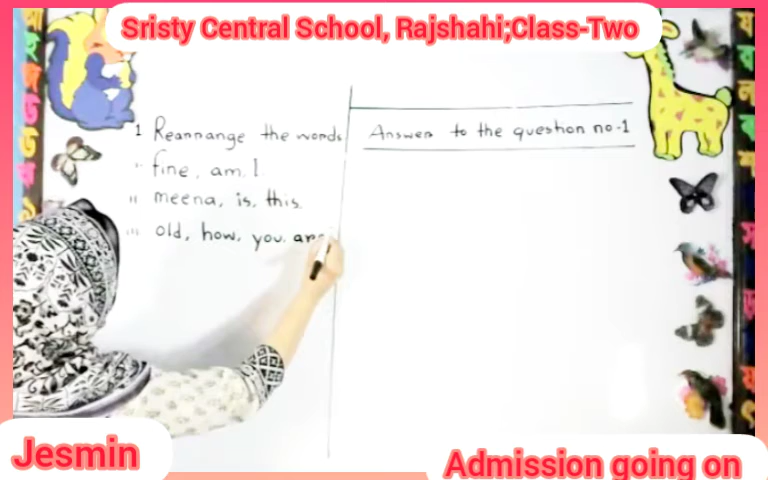 Sristy Central School, Rajshahi;Class-Two
1 Rearrange the words
i. fine, am, I
ii meena, is, this.
iii old, how, you, are
Answer to the question no-1
Jesmin
Admission going on